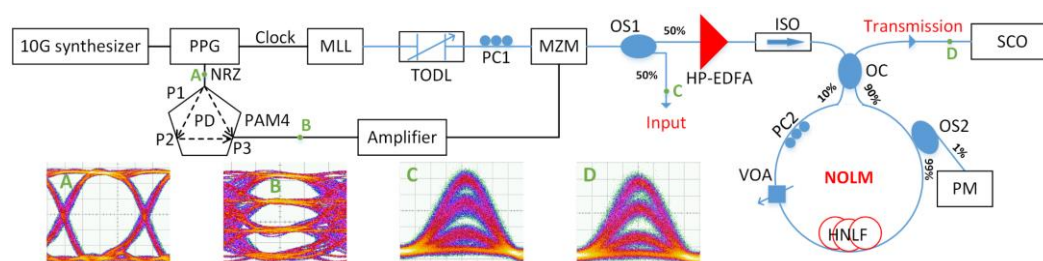 10G synthesizer
PPG
Clock
MLL
TODL
PC1
MZM
OS1
50%
50%
C
Input
HP-EDFA
ISO
Transmission
D
SCO
OC
10%
90%
A
NRZ
P1
PD
PAM4
P2
P3
B
Amplifier
PC2
VOA
NOLM
HNLF
OS2
1%
99%
PM
A
B
C
D